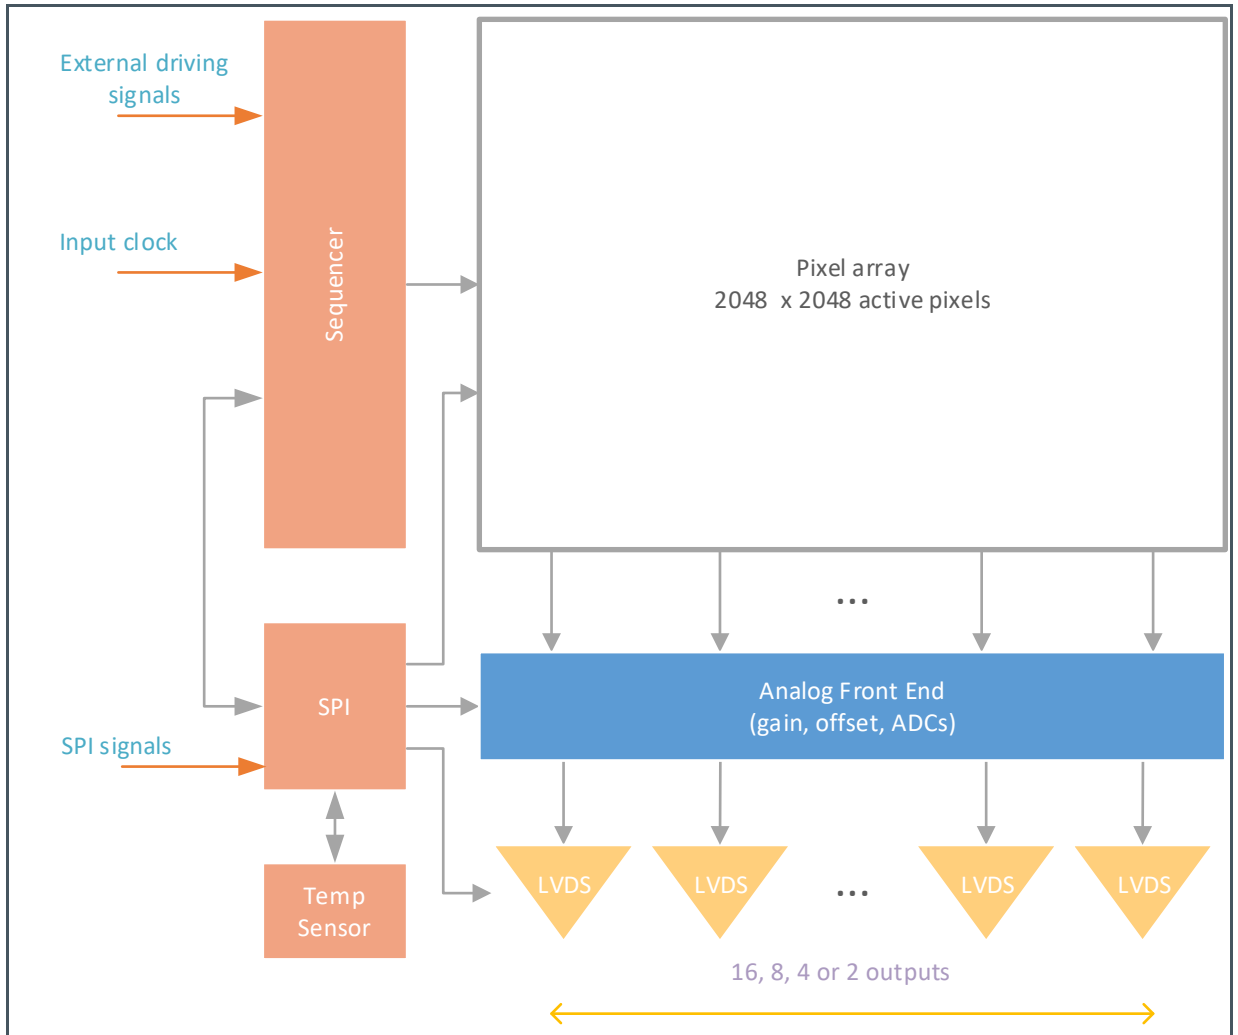 External driving
signals
Input clock
Sequencer
Pixel array
2048 x 2048 active pixels
...
SPI
SPI signals
Analog Front End
(gain, offset, ADCs)
Temp
Sensor
LVDS
LVDS
...
LVDS
LVDS
16, 8, 4 or 2 outputs